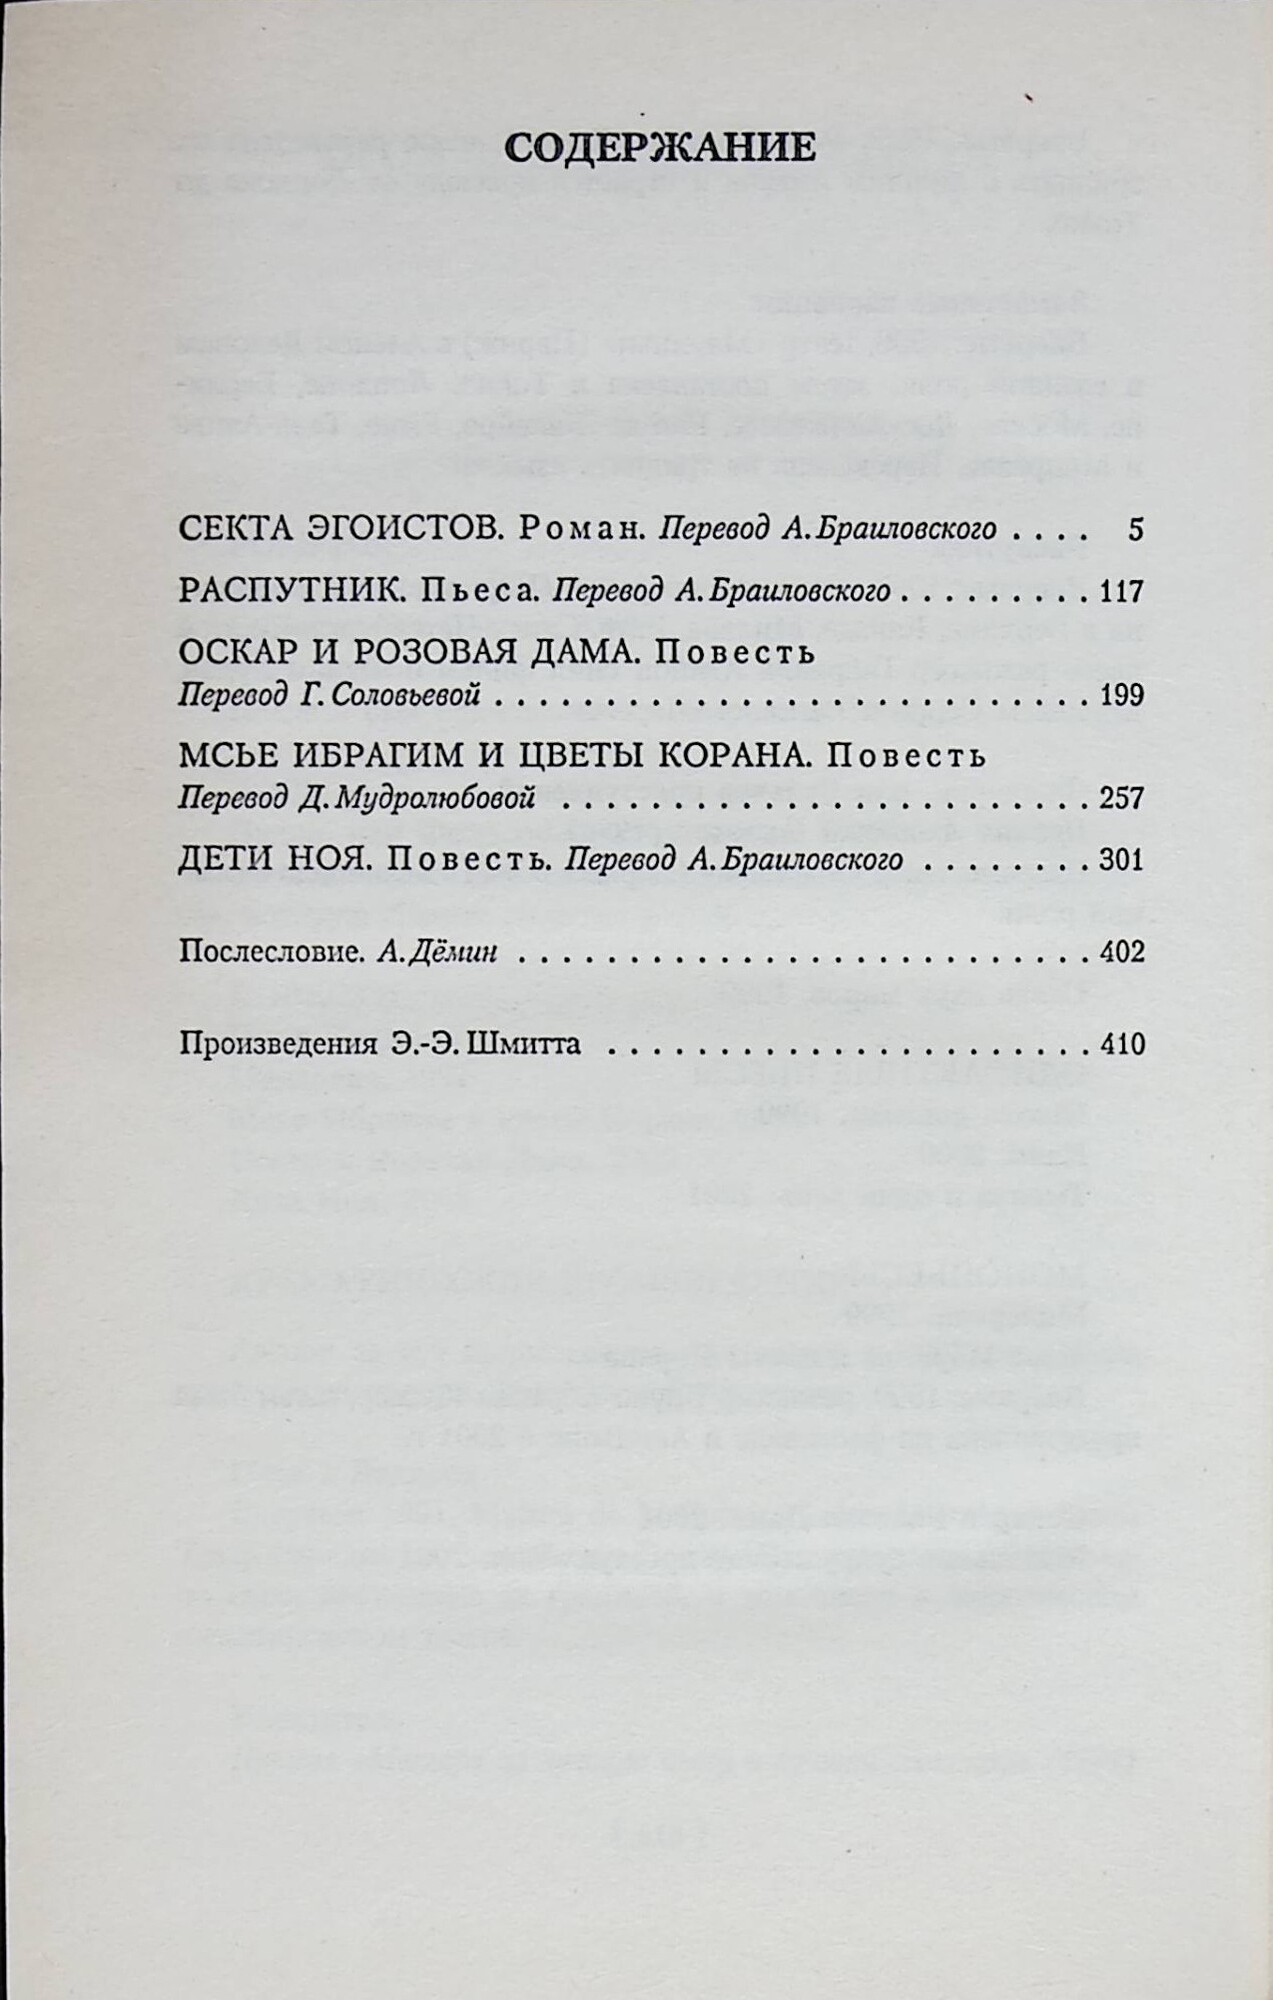 СОДЕРЖАНИЕ
СЕКТА ЭГОИСТОВ. Роман. Перевод А. Браиловского . . . . 5
РАСПУТНИК. Пьеса. Перевод А. Браиловского . . . . . . . . . 117
ОСКАР И РОЗОВАЯ ДАМА. Повесть
Перевод Г. Соловьевой . . . . . . . . . . . . . . . . . . . . . . . . . . . 199
МСЬЕ ИБРАГИМ И ЦВЕТЫ КОРАНА. Повесть
Перевод Д. Мудролюбовой . . . . . . . . . . . . . . . . . . . . . . . . 257
ДЕТИ НОЯ. Повесть. Перевод А. Браиловского . . . . . . . . 301
Послесловие. А. Дёмин . . . . . . . . . . . . . . . . . . . . . . . . . . 402
Произведения Э.-Э. Шмитта . . . . . . . . . . . . . . . . . . . . . . 410